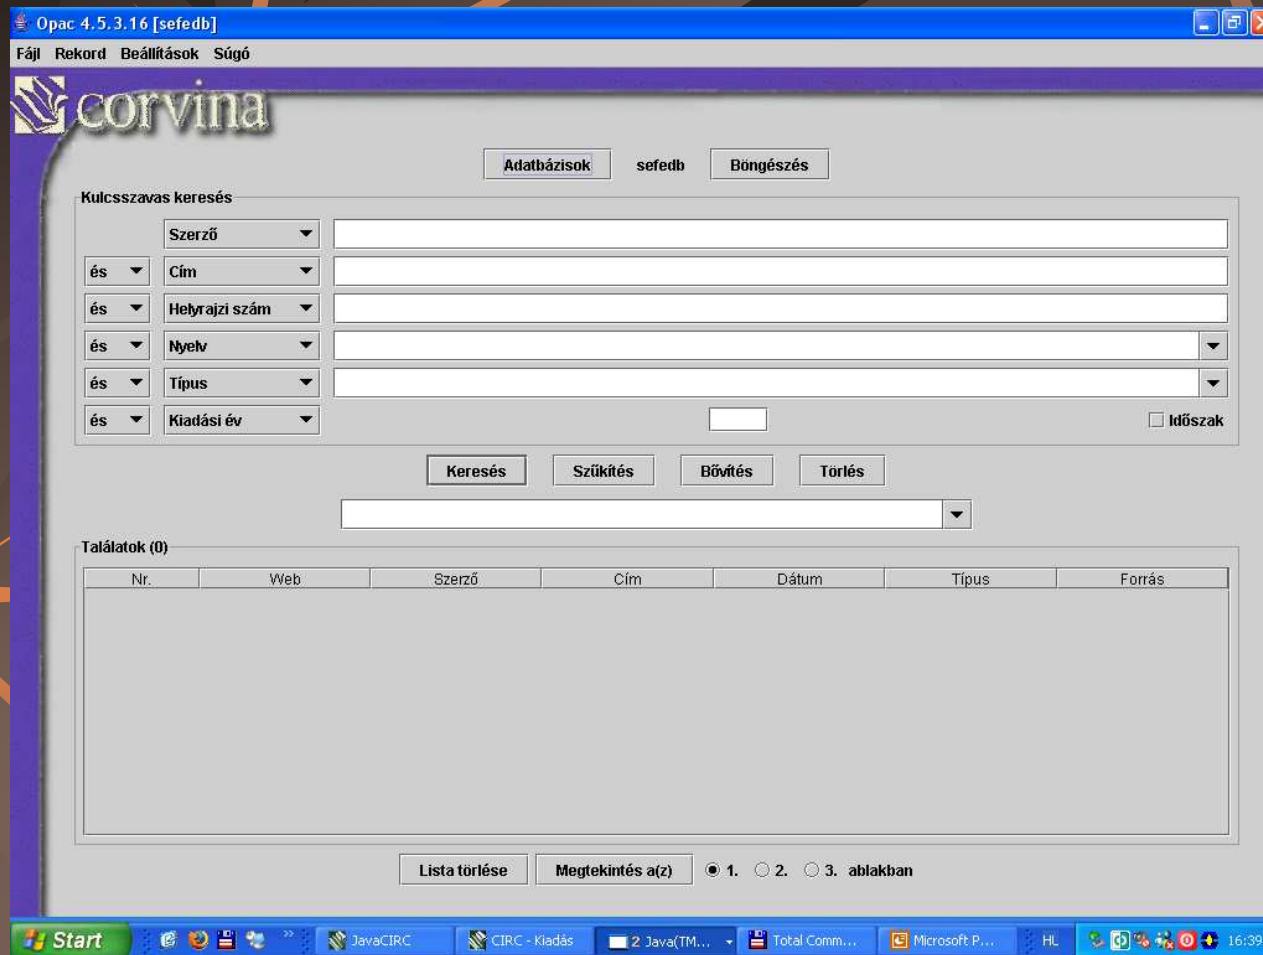 Opac 4.5.3.16 [sefedb]
Fájl Rekord Beállítások Súgó
corvina
Adatbázisok sefedb Böngészés
Kulcsszavas keresés
Szerző
és Cím
és Helyrajzi szám
és Nyelv
és Típus
és Kiadási év Időszak
Keresés Szűkítés Bővítés Törlés
Találatok (0)
Nr. Web Szerző Cím Dátum Típus Forrás
Lista törlése Megtekintés a(z) 1. 2. 3. ablakban
Start JavaCIRC CIRC - Kiadás 2 Java(TM... Total Comm... Microsoft P... HU 16:39